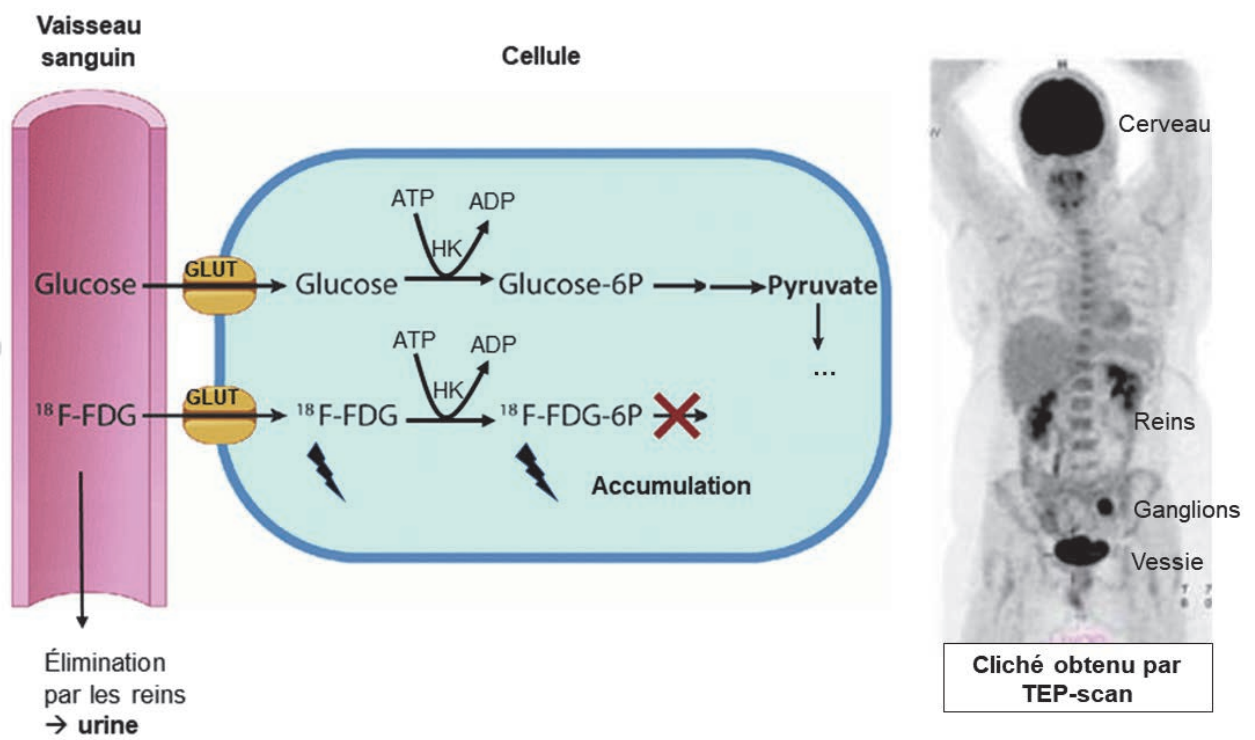 Vaisseau
sanguin
Cellule
ATP
ADP
HK
Glucose
GLUT
Glucose
Glucose-6P
Pyruvate
...
ATP
ADP
HK
¹⁸F-FDG
GLUT
¹⁸F-FDG
¹⁸F-FDG-6P
Accumulation
Élimination
par les reins
→ urine
Cerveau
Reins
Ganglions
Vessie
Cliché obtenu par
TEP-scan